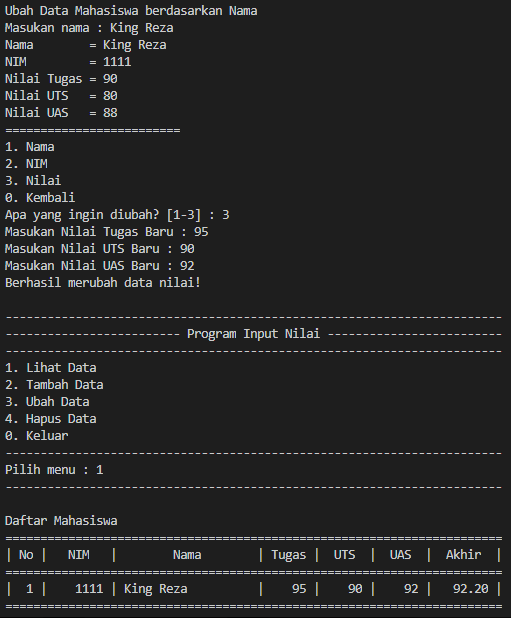 Ubah Data Mahasiswa berdasarkan Nama
Masukan nama : King Reza
Nama        = King Reza
NIM         = 1111
Nilai Tugas = 90
Nilai UTS   = 80
Nilai UAS   = 88
=========================
1. Nama
2. NIM
3. Nilai
0. Kembali
Apa yang ingin diubah? [1-3] : 3
Masukan Nilai Tugas Baru : 95
Masukan Nilai UTS Baru : 90
Masukan Nilai UAS Baru : 92
Berhasil merubah data nilai!

-----------------------------------------------------------------------
------------------------- Program Input Nilai -------------------------
-----------------------------------------------------------------------
1. Lihat Data
2. Tambah Data
3. Ubah Data
4. Hapus Data
0. Keluar
-----------------------------------------------------------------------
Pilih menu : 1
-----------------------------------------------------------------------

Daftar Mahasiswa
=======================================================================
| No |   NIM   |        Nama        | Tugas |  UTS  |  UAS  |  Akhir  |
=======================================================================
|  1 |    1111 | King Reza          |    95 |    90 |    92 |   92.20 |
=======================================================================